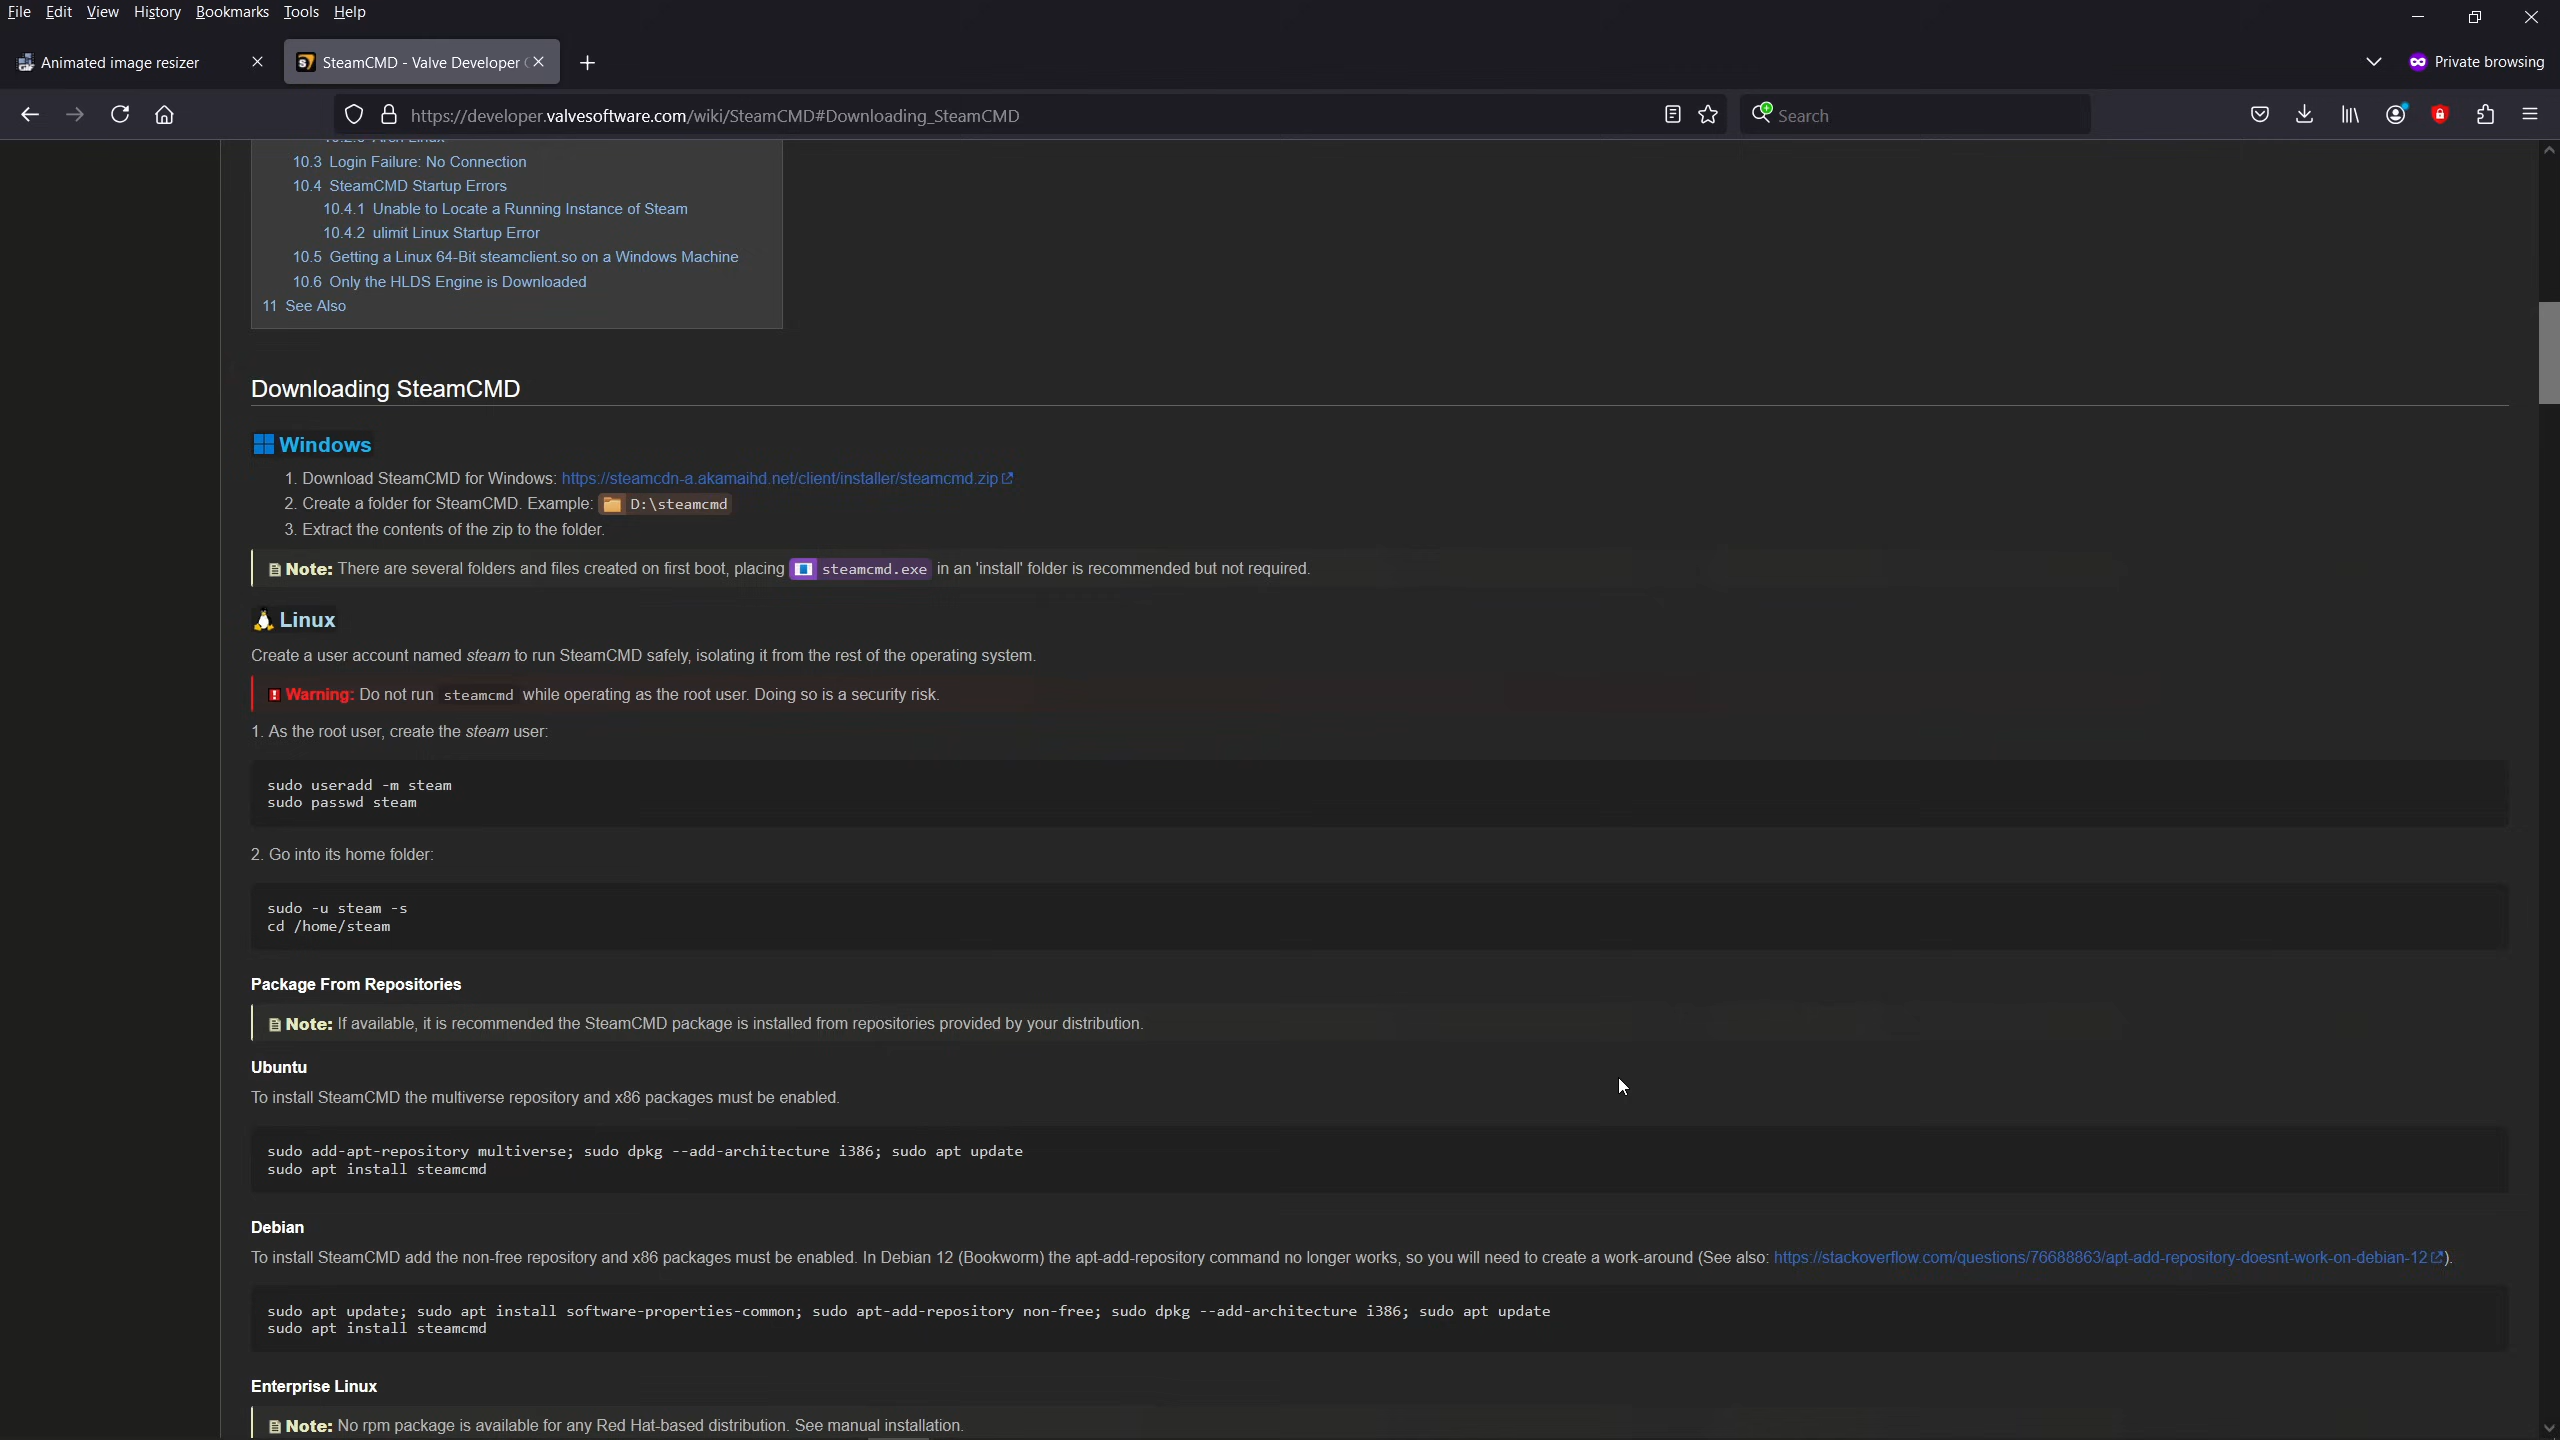 File Edit View History Bookmarks Tools Help
Animated image resizer
SteamCMD - Valve Developer
Private browsing
https://developer.valvesoftware.com/wiki/SteamCMD#Downloading_SteamCMD
Search
10.3 Login Failure: No Connection
10.4 SteamCMD Startup Errors
10.4.1 Unable to Locate a Running Instance of Steam
10.4.2 ulimit Linux Startup Error
10.5 Getting a Linux 64-Bit steamclient.so on a Windows Machine
10.6 Only the HLDS Engine is Downloaded
11 See Also
Downloading SteamCMD
Windows
1. Download SteamCMD for Windows: https://steamcdn-a.akamaihd.net/client/installer/steamcmd.zip
2. Create a folder for SteamCMD. Example: D:\steamcmd
3. Extract the contents of the zip to the folder.
Note: There are several folders and files created on first boot, placing steamcmd.exe in an 'install' folder is recommended but not required.
Linux
Create a user account named steam to run SteamCMD safely, isolating it from the rest of the operating system.
Warning: Do not run steamcmd while operating as the root user. Doing so is a security risk.
1. As the root user, create the steam user:
sudo useradd -m steam
sudo passwd steam
2. Go into its home folder:
sudo -u steam -s
cd /home/steam
Package From Repositories
Note: If available, it is recommended the SteamCMD package is installed from repositories provided by your distribution.
Ubuntu
To install SteamCMD the multiverse repository and x86 packages must be enabled.
sudo add-apt-repository multiverse; sudo dpkg --add-architecture i386; sudo apt update
sudo apt install steamcmd
Debian
To install SteamCMD add the non-free repository and x86 packages must be enabled. In Debian 12 (Bookworm) the apt-add-repository command no longer works, so you will need to create a work-around (See also: https://stackoverflow.com/questions/76688863/apt-add-repository-doesnt-work-on-debian-12).
sudo apt update; sudo apt install software-properties-common; sudo apt-add-repository non-free; sudo dpkg --add-architecture i386; sudo apt update
sudo apt install steamcmd
Enterprise Linux
Note: No rpm package is available for any Red Hat-based distribution. See manual installation.